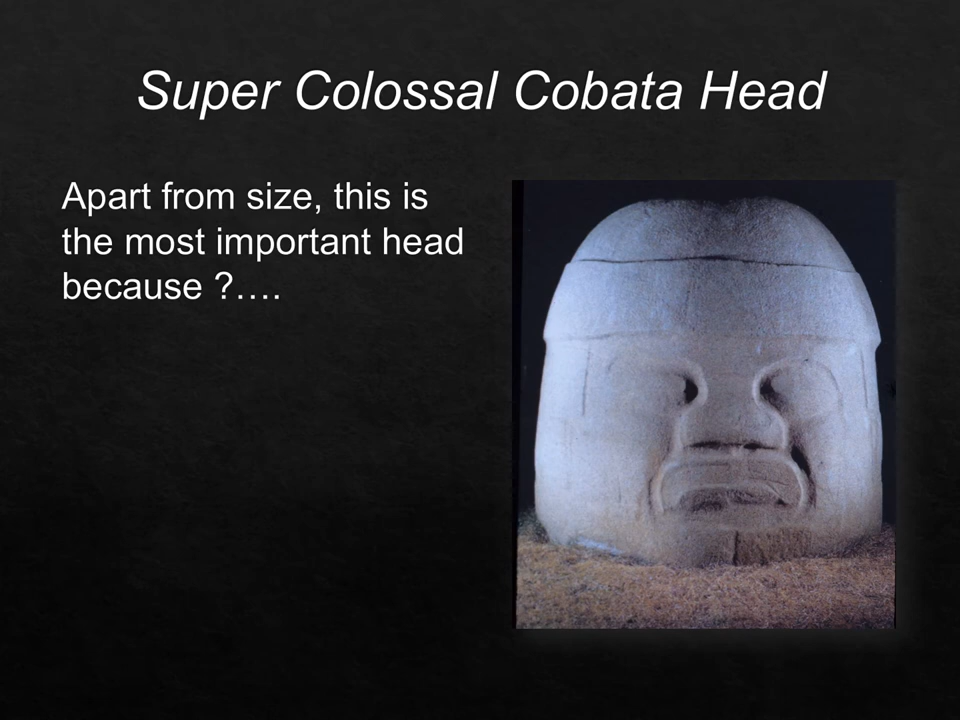 Super Colossal Cobata Head
Apart from size, this is
the most important head
because ?....